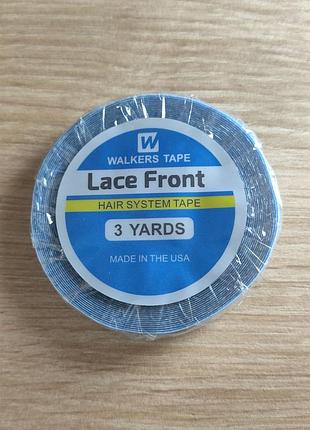 W
WALKERS TAPE
Lace Front
HAIR SYSTEM TAPE
3 YARDS
MADE IN THE USA